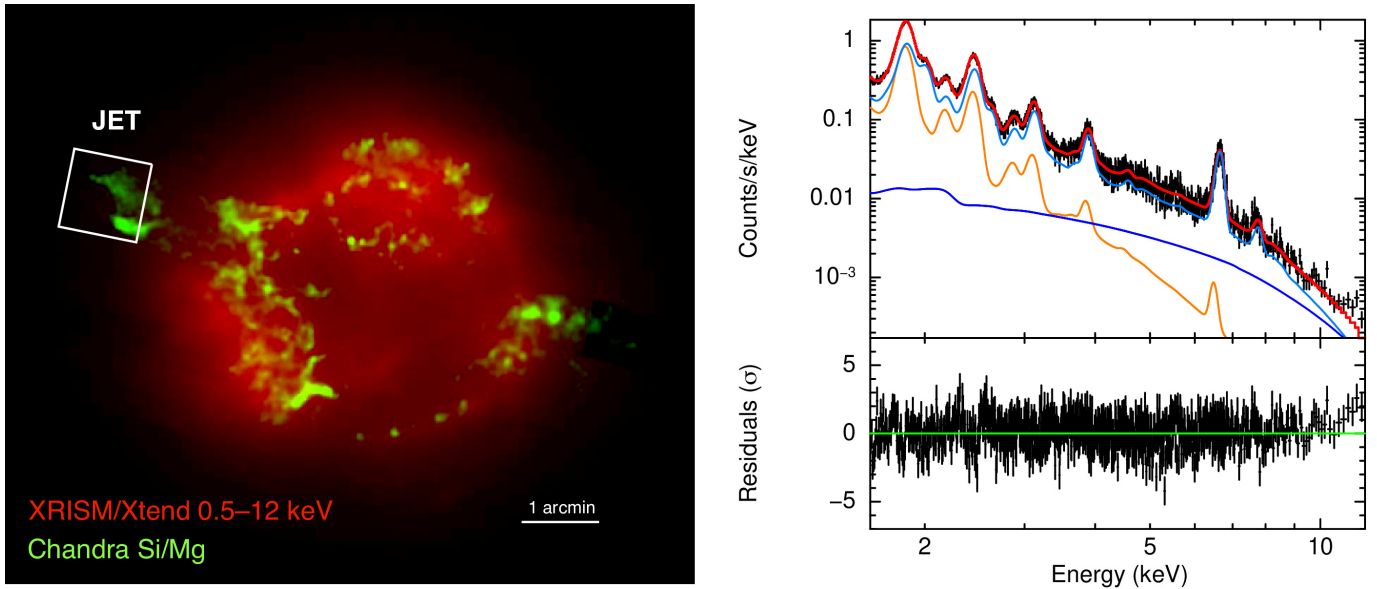 JET
XRISM/Xtend 0.5–12 keV
Chandra Si/Mg
1 arcmin
Counts/s/keV
1
0.1
0.01
10−3
Residuals (σ)
5
0
−5
2
5
10
Energy (keV)